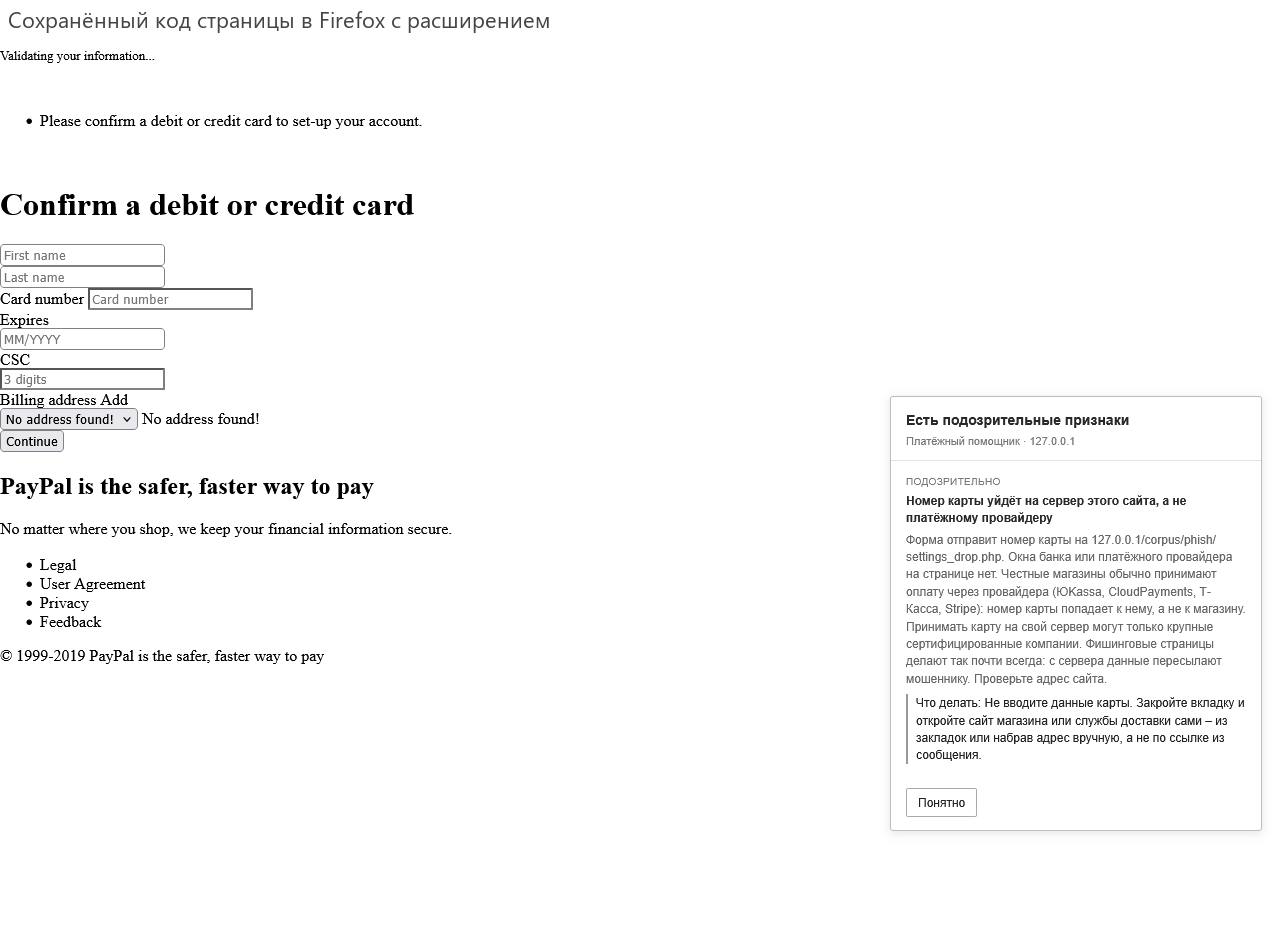 Сохранённый код страницы в Firefox с расширением
Validating your information...
Please confirm a debit or credit card to set-up your account.
Confirm a debit or credit card
First name
Last name
Card number Card number
Expires
MM/YYYY
CSC
3 digits
Billing address Add
No address found! No address found!
Continue
PayPal is the safer, faster way to pay
No matter where you shop, we keep your financial information secure.
Legal
User Agreement
Privacy
Feedback
© 1999-2019 PayPal is the safer, faster way to pay
Есть подозрительные признаки
Платёжный помощник · 127.0.0.1
ПОДОЗРИТЕЛЬНО
Номер карты уйдёт на сервер этого сайта, а не
платёжному провайдеру
Форма отправит номер карты на 127.0.0.1/corpus/phish/
settings_drop.php. Окна банка или платёжного провайдера
на странице нет. Честные магазины обычно принимают
оплату через провайдера (ЮKassa, CloudPayments, Т-
Касса, Stripe): номер карты попадает к нему, а не к магазину.
Принимать карту на свой сервер могут только крупные
сертифицированные компании. Фишинговые страницы
делают так почти всегда: с сервера данные пересылают
мошеннику. Проверьте адрес сайта.
Что делать: Не вводите данные карты. Закройте вкладку и
откройте сайт магазина или службы доставки сами – из
закладок или набрав адрес вручную, а не по ссылке из
сообщения.
Понятно